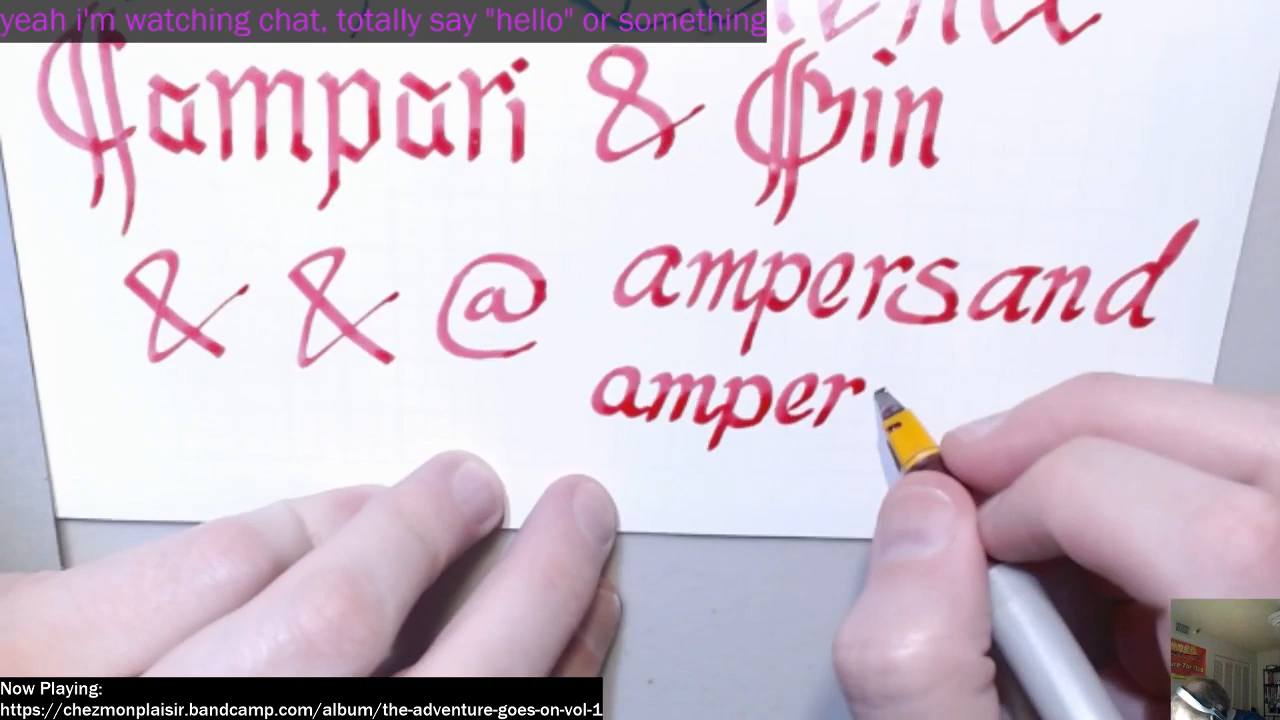 yeah i'm watching chat, totally say "hello" or something
Campari & Gin
& & @ ampersand
amper
Now Playing:
https://chezmonplaisir.bandcamp.com/album/the-adventure-goes-on-vol-1